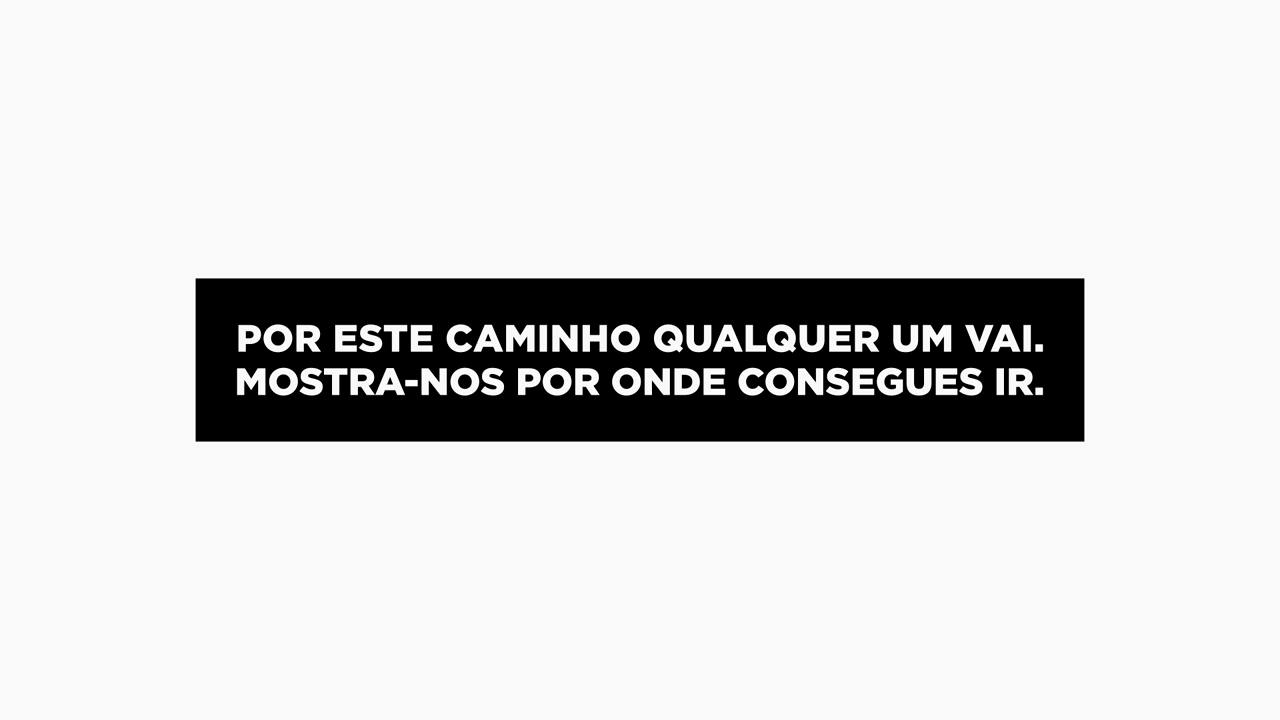 POR ESTE CAMINHO QUALQUER UM VAI.
MOSTRA-NOS POR ONDE CONSEGUES IR.